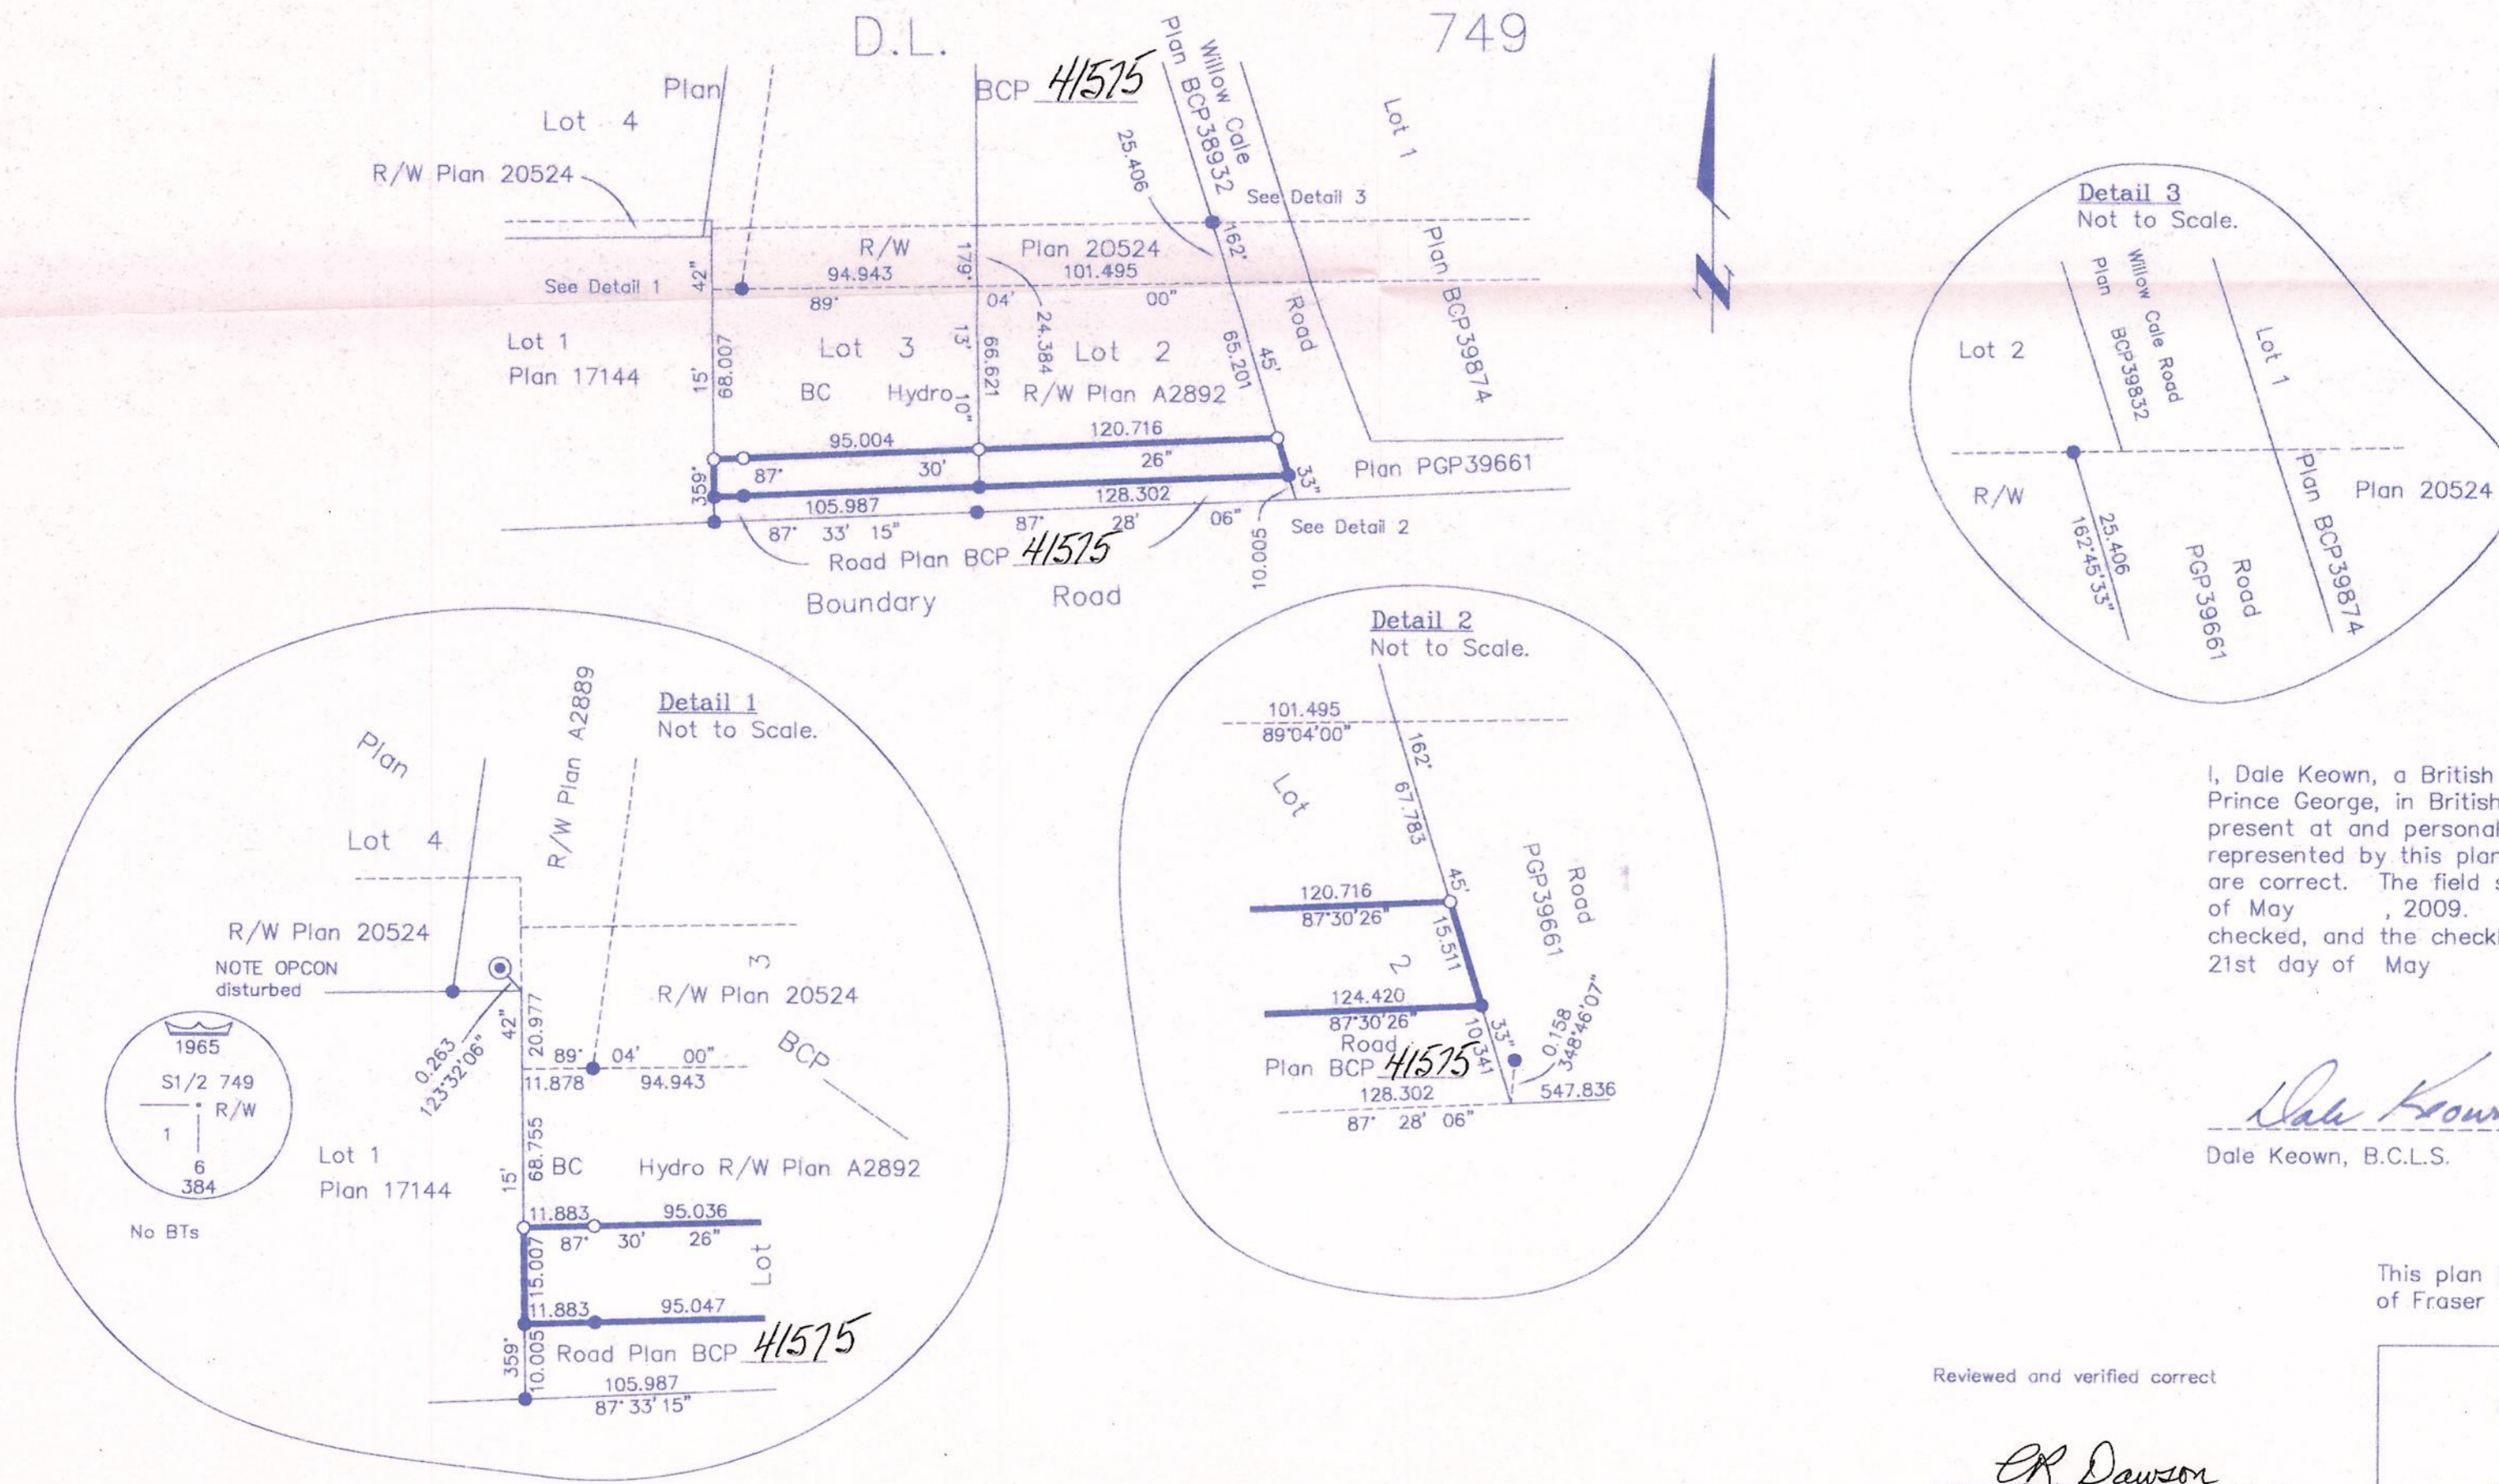 D.L. 749
Plan
BCP 41575
Lot 4
R/W Plan 20524
Willow Cale
Plan BCP38932
Lot 1
25.406
See Detail 3
R/W Plan 20524
94.943
101.495
89° 04' 00"
See Detail 1
42"
179°
162°
Plan BCP39874
Lot 1
Plan 17144
15'
68.007
Lot 3
13'
66.621
24.384
Lot 2
65.201
45'
Road
BC Hydro R/W Plan A2892
10"
95.004
120.716
87° 30' 26"
359°
33"
Plan PGP39661
105.987
128.302
87° 33' 15"
87° 28' 06"
10.005
See Detail 2
Road Plan BCP 41575
Boundary Road
Detail 1
Not to Scale.
Plan
R/W Plan A2889
Lot 4
R/W Plan 20524
NOTE OPCON
disturbed
0.263
123°32'06"
42"
20.977
3
R/W Plan 20524
89° 04' 00"
11.878
94.943
BCP
1965
S1/2 749
R/W
1
6
384
No BTs
Lot 1
Plan 17144
15'
68.755
BC Hydro R/W Plan A2892
11.883
95.036
87° 30' 26"
15.007
Lot
11.883
95.047
359°
10.005
Road Plan BCP 41575
105.987
87° 33' 15"
Detail 2
Not to Scale.
101.495
89°04'00"
162°
Lot
67.783
45'
120.716
87°30'26"
15.511
2
Road
PGP39661
124.420
87°30'26"
10.341
33"
0.158
348°46'07"
Road
Plan BCP 41575
128.302
547.836
87° 28' 06"
Detail 3
Not to Scale.
Willow Cale Road
Plan BCP39832
Lot 2
Lot 1
R/W
Plan 20524
25.406
162°45'33"
Road
PGP39661
Plan BCP39874
I, Dale Keown, a British
Prince George, in British
present at and personal
represented by this plan
are correct. The field s
of May , 2009.
checked, and the checkl
21st day of May
Dale Keown
Dale Keown, B.C.L.S.
This plan
of Fraser
Reviewed and verified correct
CR Dawson
N